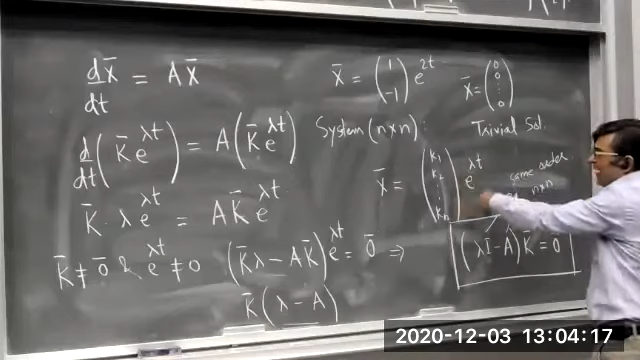 dX̄/dt = AX̄
d/dt (K̄ e^{λt}) = A(K̄ e^{λt})
K̄ · λ e^{λt} = A K̄ e^{λt}
K̄ ≠ 0̄ & e^{λt} ≠ 0 (K̄λ − AK̄) e^{λt} = 0̄ ⇒
K̄(λ − A)
X̄ = (1 −1) e^{2t} X̄ = (0 0 ⋮ 0)
System (n×n) : Trivial Sol.
X̄ = (k₁ k₂ ⋮ kₙ) e^{λt}
same order
n×n
(λI − A)K̄ = 0̄
2020-12-03 13:04:17